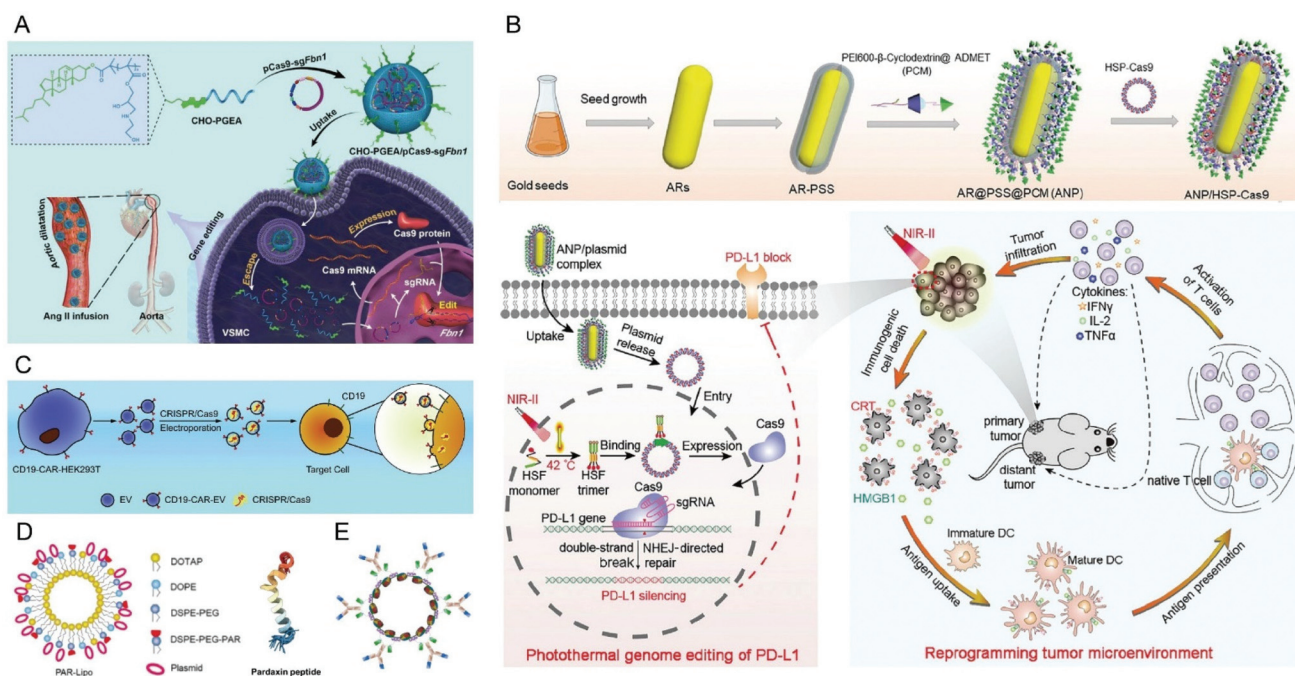 A
pCas9-sgFbn1
CHO-PGEA
Uptake
CHO-PGEA/pCas9-sgFbn1
Gene editing
Expression
Cas9 protein
Cas9 mRNA
Escape
sgRNA
Edit
VSMC
Fbn1
Aortic dilatation
Ang II infusion
Aorta
B
Seed growth
PEI600-β-Cyclodextrin@ ADMET
(PCM)
HSP-Cas9
Gold seeds
ARs
AR-PSS
AR@PSS@PCM (ANP)
ANP/HSP-Cas9
ANP/plasmid
complex
PD-L1 block
Uptake
Plasmid
release
Entry
NIR-II
42 °C
Binding
Expression
Cas9
HSF
monomer
HSF
trimer
Cas9
sgRNA
PD-L1 gene
double-strand
break
NHEJ-directed
repair
PD-L1 silencing
Photothermal genome editing of PD-L1
NIR-II
Tumor
infiltration
Cytokines:
IFNγ
IL-2
TNFα
Activation
of T cells
Immunogenic
cell death
CRT
HMGB1
primary
tumor
distant
tumor
native T cell
Immature DC
Mature DC
Antigen uptake
Antigen presentation
Reprogramming tumor microenvironment
C
CD19-CAR-HEK293T
CRISPR/Cas9
Electroporation
CD19
Target Cell
EV
CD19-CAR-EV
CRISPR/Cas9
D
DOTAP
DOPE
DSPE-PEG
DSPE-PEG-PAR
Plasmid
PAR-Lipo
Pardaxin peptide
E